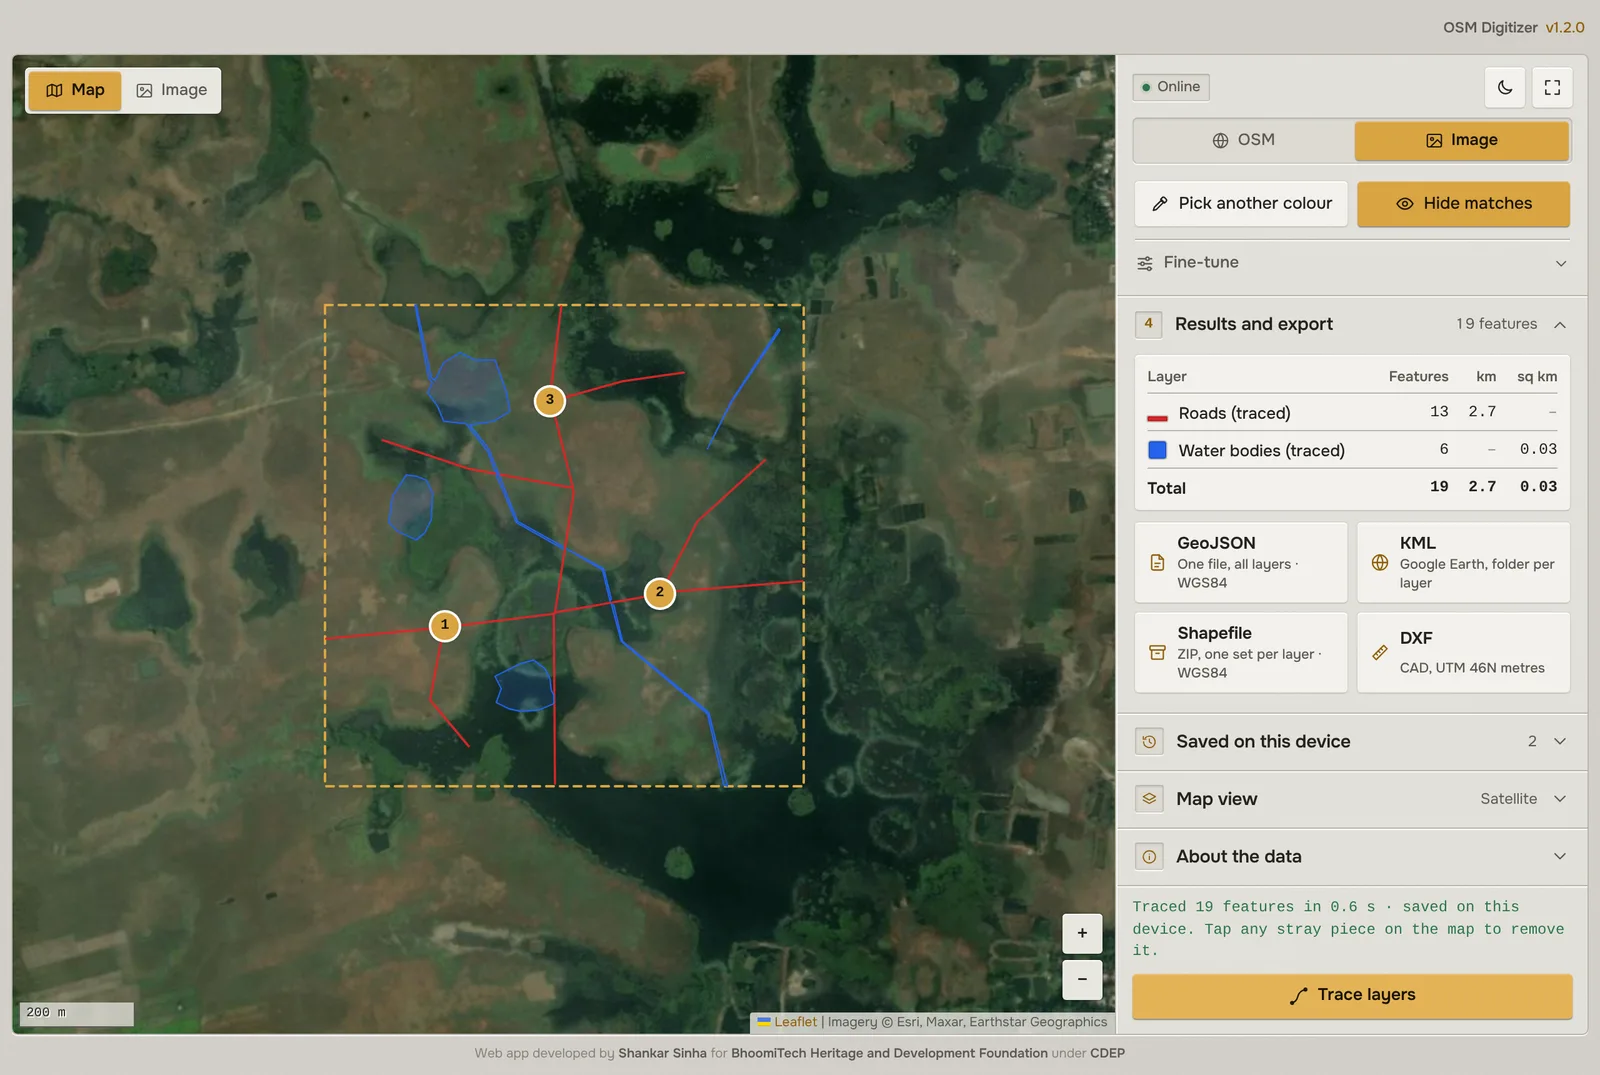 OSM Digitizer v1.2.0
Map
Image
Online
OSM
Image
Pick another colour
Hide matches
Fine-tune
4 Results and export 19 features
Layer Features km sq km
Roads (traced) 13 2.7 –
Water bodies (traced) 6 – 0.03
Total 19 2.7 0.03
GeoJSON
One file, all layers ·
WGS84
KML
Google Earth, folder per
layer
Shapefile
ZIP, one set per layer ·
WGS84
DXF
CAD, UTM 46N metres
Saved on this device 2
Map view Satellite
About the data
Traced 19 features in 0.6 s · saved on this
device. Tap any stray piece on the map to remove
it.
Trace layers
3
2
1
+
−
200 m
Leaflet | Imagery © Esri, Maxar, Earthstar Geographics
Web app developed by Shankar Sinha for BhoomiTech Heritage and Development Foundation under CDEP